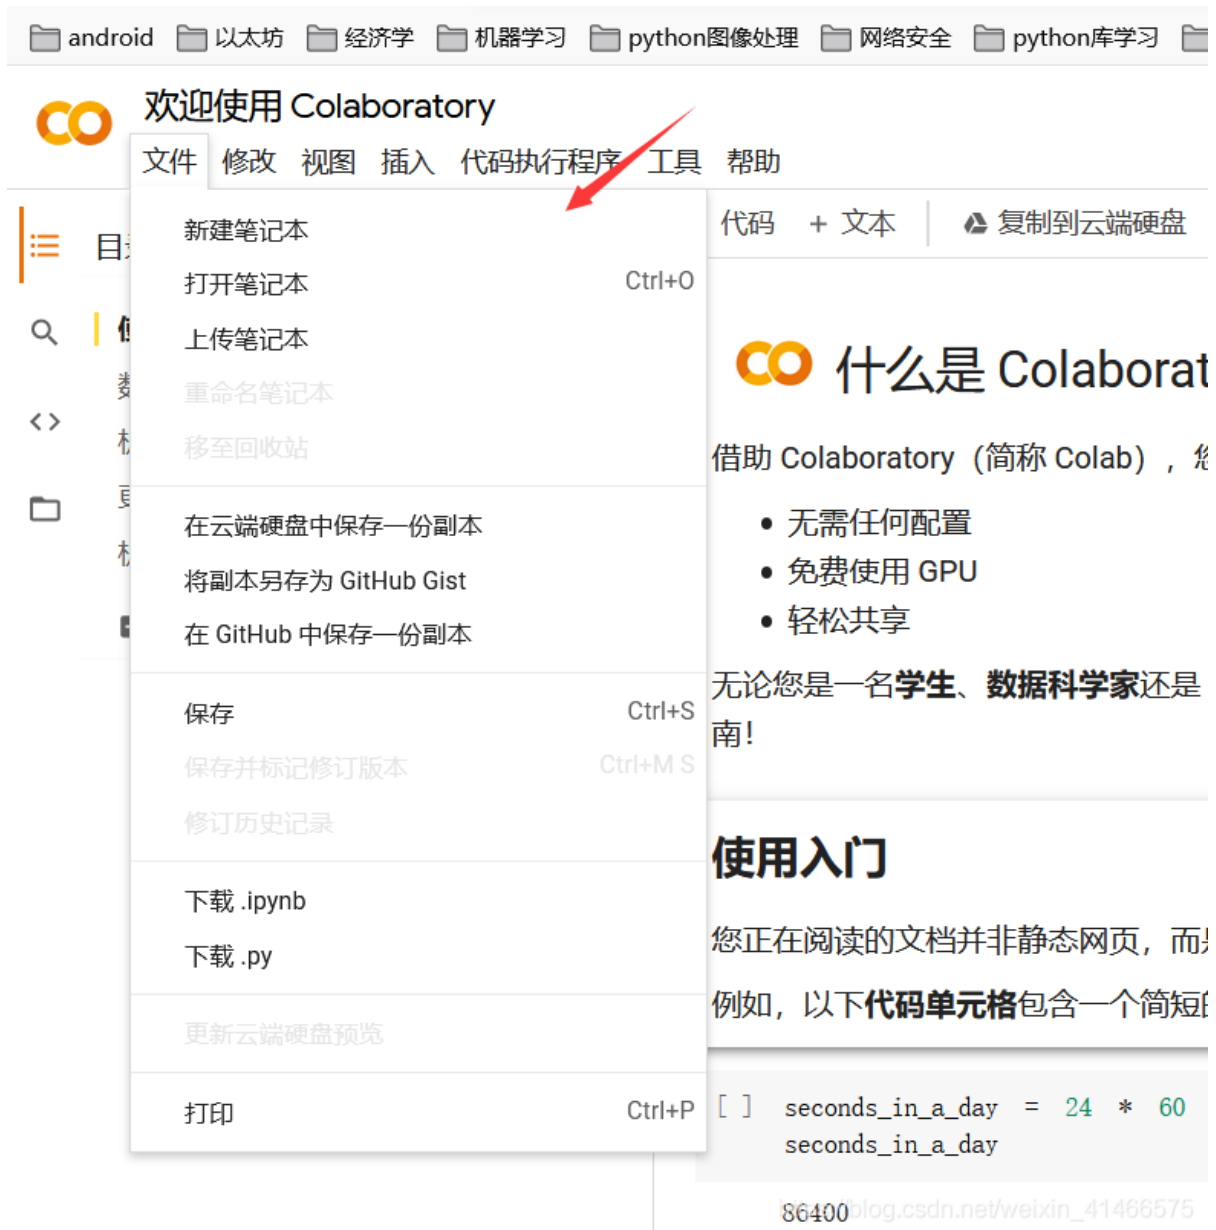 android 以太坊 经济学 机器学习 python图像处理 网络安全 python库学习
欢迎使用 Colaboratory
文件 修改 视图 插入 代码执行程序 工具 帮助
代码 + 文本 复制到云端硬盘
目录
新建笔记本
打开笔记本 Ctrl+O
上传笔记本
重命名笔记本
移至回收站
在云端硬盘中保存一份副本
将副本另存为 GitHub Gist
在 GitHub 中保存一份副本
保存 Ctrl+S
保存并标记修订版本 Ctrl+M S
修订历史记录
下载 .ipynb
下载 .py
更新云端硬盘预览
打印 Ctrl+P
什么是 Colaborat
借助 Colaboratory（简称 Colab），您
• 无需任何配置
• 免费使用 GPU
• 轻松共享
无论您是一名学生、数据科学家还是
南！
使用入门
您正在阅读的文档并非静态网页，而是
例如，以下代码单元格包含一个简短的
[ ] seconds_in_a_day = 24 * 60
seconds_in_a_day
86400
blog.csdn.net/weixin_41466575